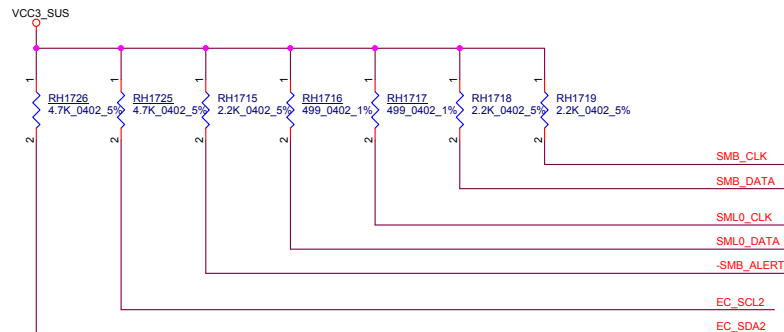 VCC3_SUS
1 1 1 1 1 1 1
RH1726 RH1725 RH1715 RH1716 RH1717 RH1718 RH1719
4.7K_0402_5% 4.7K_0402_5% 2.2K_0402_5% 499_0402_1% 499_0402_1% 2.2K_0402_5% 2.2K_0402_5%
2 2 2 2 2 2 2
SMB_CLK
SMB_DATA
SML0_CLK
SML0_DATA
-SMB_ALERT
EC_SCL2
EC_SDA2